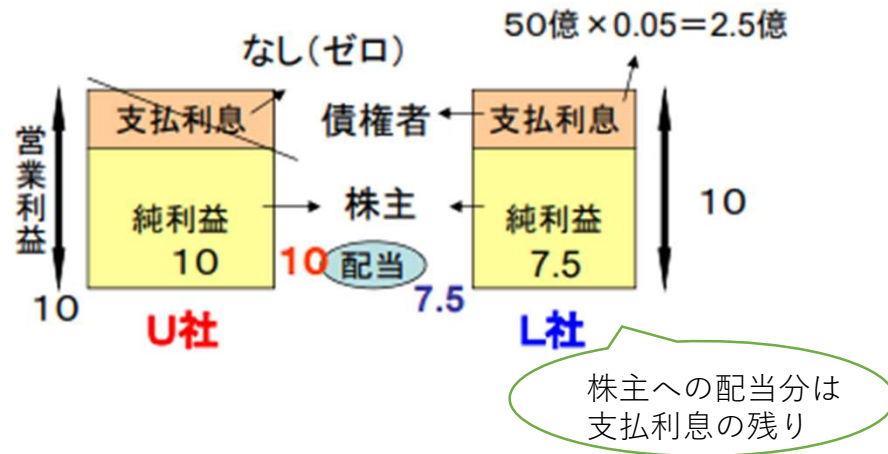 50億×0.05=2.5億
なし(ゼロ)
営業利益
支払利息
債権者
支払利息
株主
純利益
10
純利益
7.5
10
10
配当
7.5
10
U社
L社
株主への配当分は
支払利息の残り